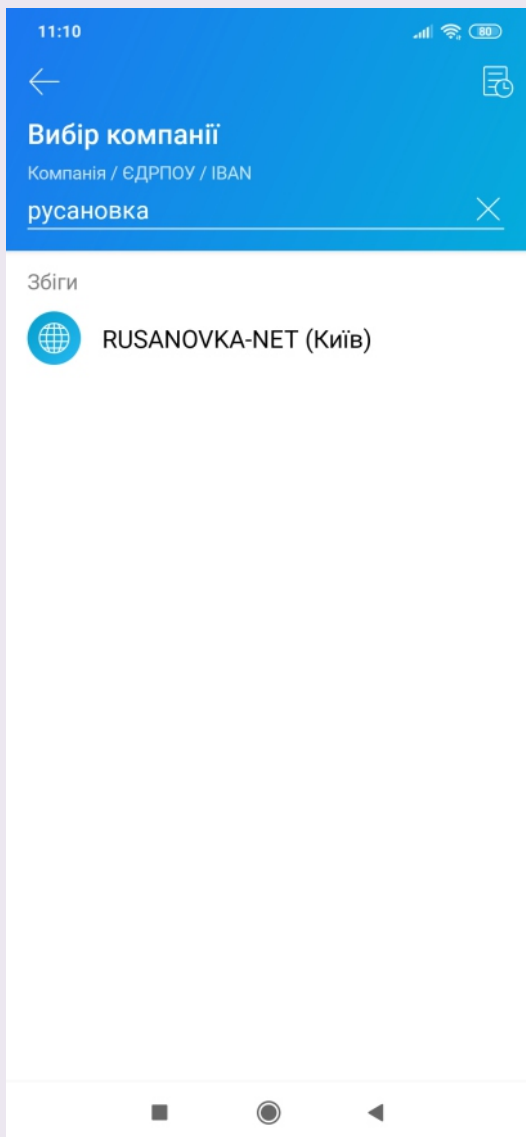 11:10
80
Вибір компанії
Компанія / ЄДРПОУ / IBAN
русановка
Збіги
RUSANOVKA-NET (Київ)